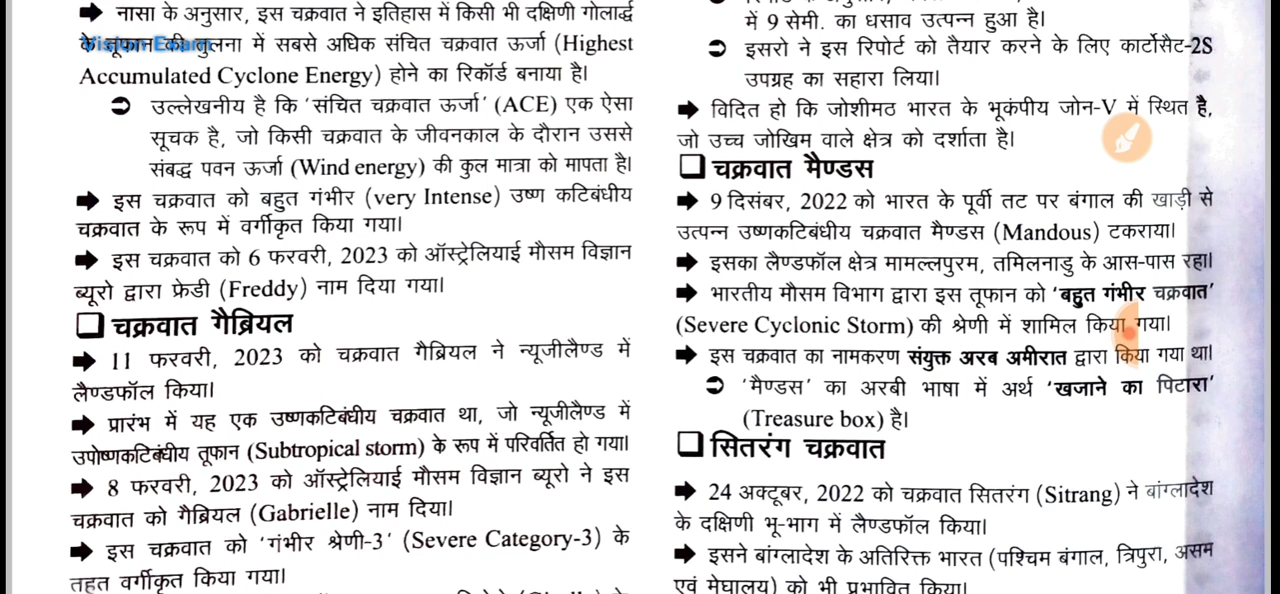 ➡ नासा के अनुसार, इस चक्रवात ने इतिहास में किसी भी दक्षिणी गोलार्द्ध
Vision Exam
के तूफान की तुलना में सबसे अधिक संचित चक्रवात ऊर्जा (Highest
Accumulated Cyclone Energy) होने का रिकॉर्ड बनाया है।
➲ उल्लेखनीय है कि 'संचित चक्रवात ऊर्जा' (ACE) एक ऐसा
सूचक है, जो किसी चक्रवात के जीवनकाल के दौरान उससे
संबद्ध पवन ऊर्जा (Wind energy) की कुल मात्रा को मापता है।
➡ इस चक्रवात को बहुत गंभीर (very Intense) उष्ण कटिबंधीय
चक्रवात के रूप में वर्गीकृत किया गया।
➡ इस चक्रवात को 6 फरवरी, 2023 को ऑस्ट्रेलियाई मौसम विज्ञान
ब्यूरो द्वारा फ्रेडी (Freddy) नाम दिया गया।
❑ चक्रवात गैब्रियल
➡ 11 फरवरी, 2023 को चक्रवात गैब्रियल ने न्यूजीलैण्ड में
लैण्डफॉल किया।
➡ प्रारंभ में यह एक उष्णकटिबंधीय चक्रवात था, जो न्यूजीलैण्ड में
उपोष्णकटिबंधीय तूफान (Subtropical storm) के रूप में परिवर्तित हो गया।
➡ 8 फरवरी, 2023 को ऑस्ट्रेलियाई मौसम विज्ञान ब्यूरो ने इस
चक्रवात को गैब्रियल (Gabrielle) नाम दिया।
➡ इस चक्रवात को 'गंभीर श्रेणी-3' (Severe Category-3) के
तहत वर्गीकृत किया गया।
में 9 सेमी. का धसाव उत्पन्न हुआ है।
➲ इसरो ने इस रिपोर्ट को तैयार करने के लिए कार्टोसैट-2S
उपग्रह का सहारा लिया।
➡ विदित हो कि जोशीमठ भारत के भूकंपीय जोन-V में स्थित है,
जो उच्च जोखिम वाले क्षेत्र को दर्शाता है।
❑ चक्रवात मैण्डस
➡ 9 दिसंबर, 2022 को भारत के पूर्वी तट पर बंगाल की खाड़ी से
उत्पन्न उष्णकटिबंधीय चक्रवात मैण्डस (Mandous) टकराया।
➡ इसका लैण्डफॉल क्षेत्र मामल्लपुरम, तमिलनाडु के आस-पास रहा।
➡ भारतीय मौसम विभाग द्वारा इस तूफान को 'बहुत गंभीर चक्रवात'
(Severe Cyclonic Storm) की श्रेणी में शामिल किया गया।
➡ इस चक्रवात का नामकरण संयुक्त अरब अमीरात द्वारा किया गया था।
➲ 'मैण्डस' का अरबी भाषा में अर्थ 'खजाने का पिटारा'
(Treasure box) है।
❑ सितरंग चक्रवात
➡ 24 अक्टूबर, 2022 को चक्रवात सितरंग (Sitrang) ने बांग्लादेश
के दक्षिणी भू-भाग में लैण्डफॉल किया।
➡ इसने बांग्लादेश के अतिरिक्त भारत (पश्चिम बंगाल, त्रिपुरा, असम
एवं मेघालय) को भी प्रभावित किया।